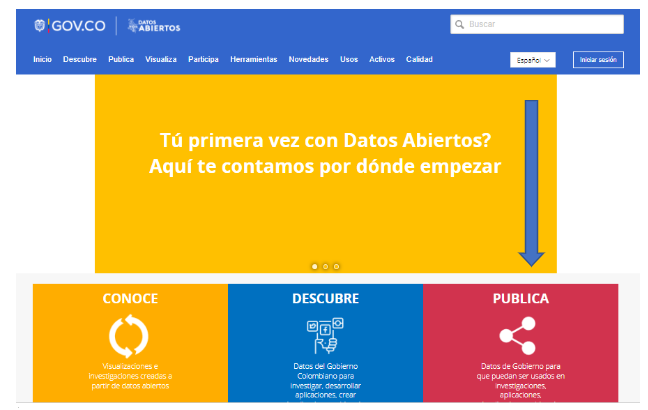 GOV.CO
DATOS
ABIERTOS
Buscar
Inicio Descubre Publica Visualiza Participa Herramientas Novedades Usos Activos Calidad
Español
Iniciar sesión
Tú primera vez con Datos Abiertos?
Aquí te contamos por dónde empezar
CONOCE
Visualizaciones e
investigaciones creadas a
partir de datos abiertos
DESCUBRE
Datos del Gobierno
Colombiano para
investigar, desarrollar
aplicaciones, crear
PUBLICA
Datos de Gobierno para
que puedan ser usados en
investigaciones,
aplicaciones,